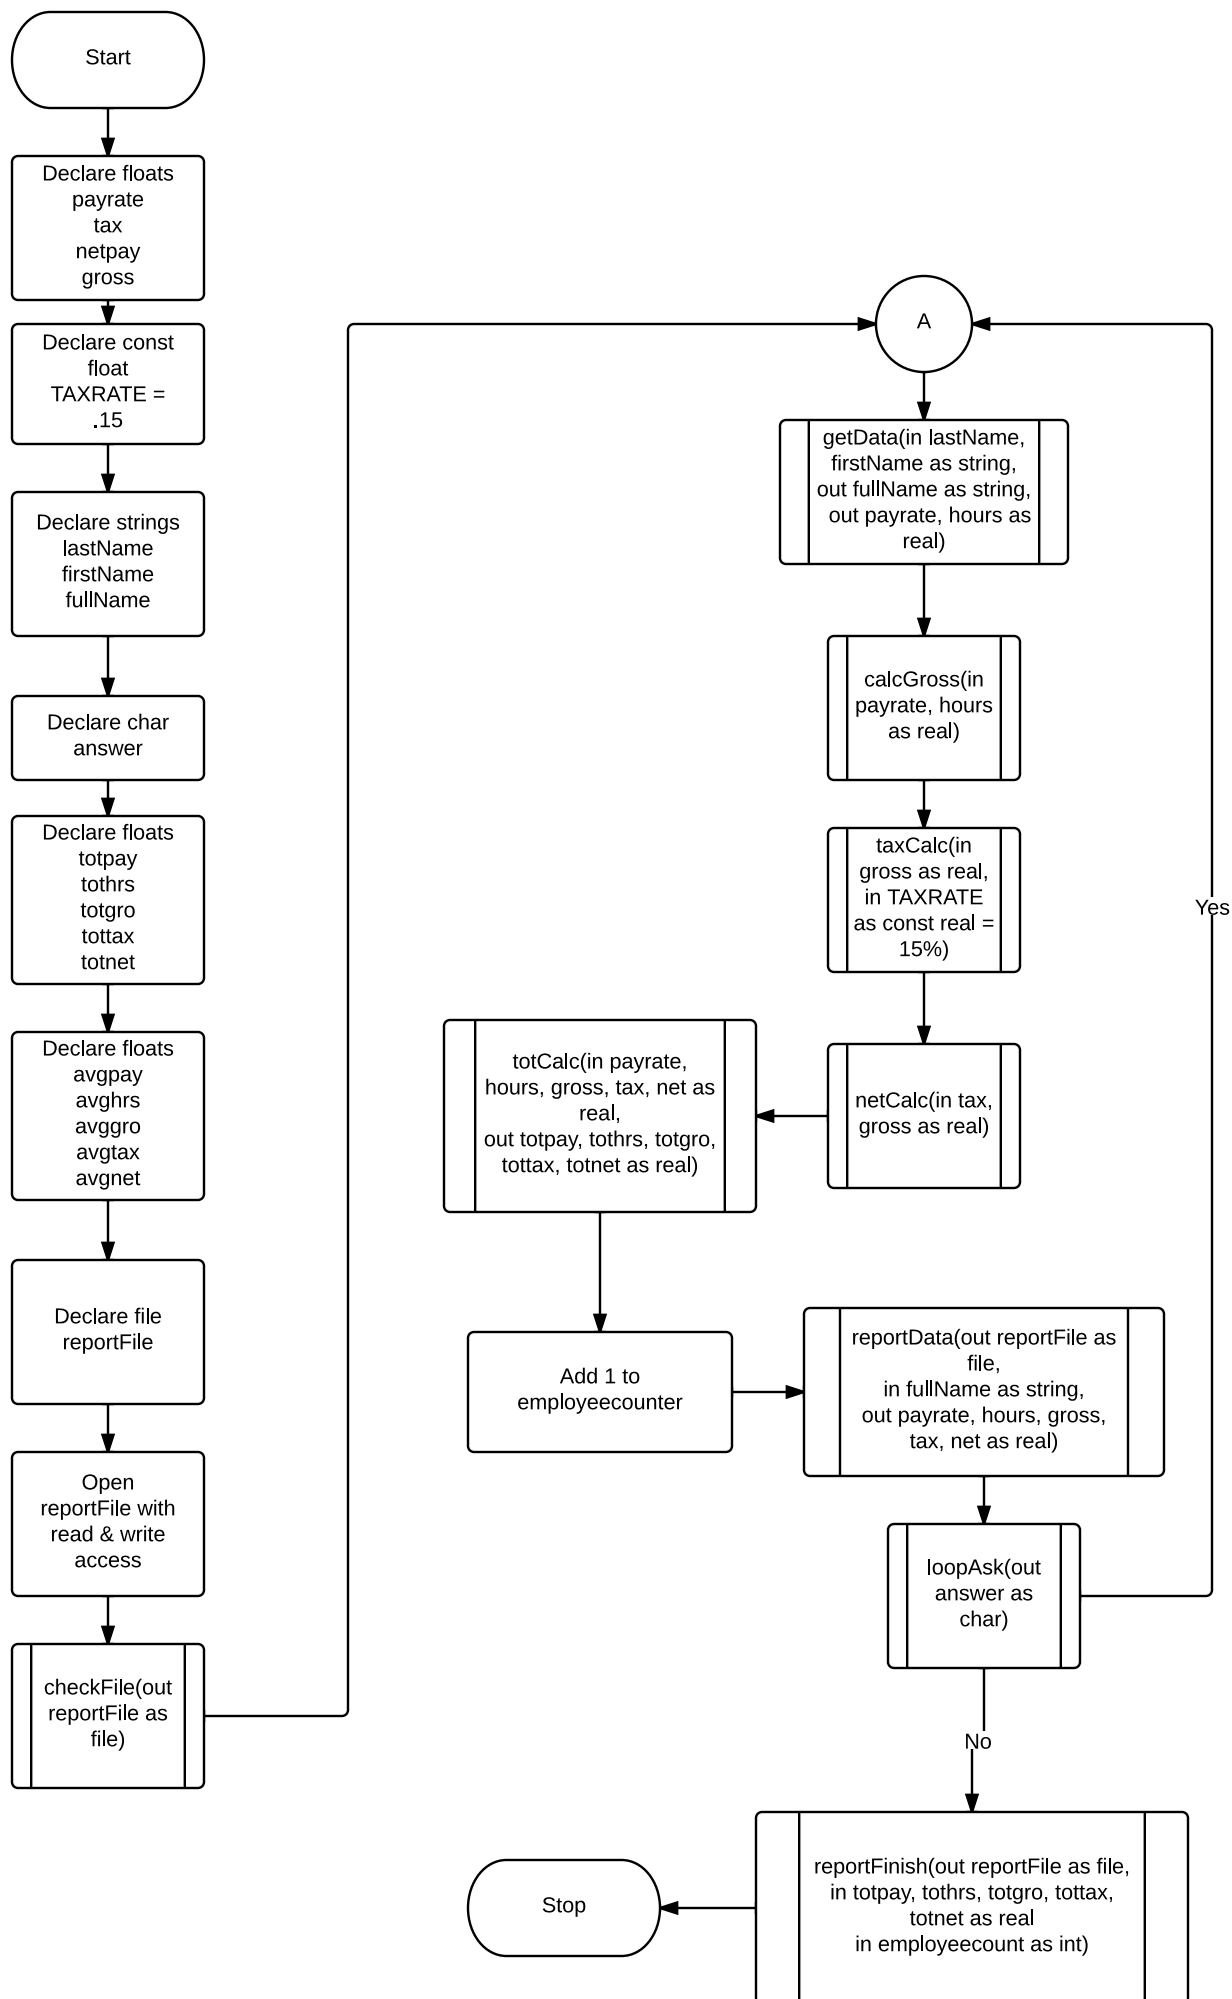 Start
Declare floats
payrate
tax
netpay
gross
Declare const
float
TAXRATE =
.15
Declare strings
lastName
firstName
fullName
Declare char
answer
Declare floats
totpay
tothrs
totgro
tottax
totnet
Declare floats
avgpay
avghrs
avggro
avgtax
avgnet
Declare file
reportFile
Open
reportFile with
read & write
access
checkFile(out
reportFile as
file)
A
getData(in lastName,
firstName as string,
out fullName as string,
out payrate, hours as
real)
calcGross(in
payrate, hours
as real)
taxCalc(in
gross as real,
in TAXRATE
as const real =
15%)
netCalc(in tax,
gross as real)
totCalc(in payrate,
hours, gross, tax, net as
real,
out totpay, tothrs, totgro,
tottax, totnet as real)
Add 1 to
employeecounter
reportData(out reportFile as
file,
in fullName as string,
out payrate, hours, gross,
tax, net as real)
loopAsk(out
answer as
char)
Yes
No
reportFinish(out reportFile as file,
in totpay, tothrs, totgro, tottax,
totnet as real
in employeecount as int)
Stop